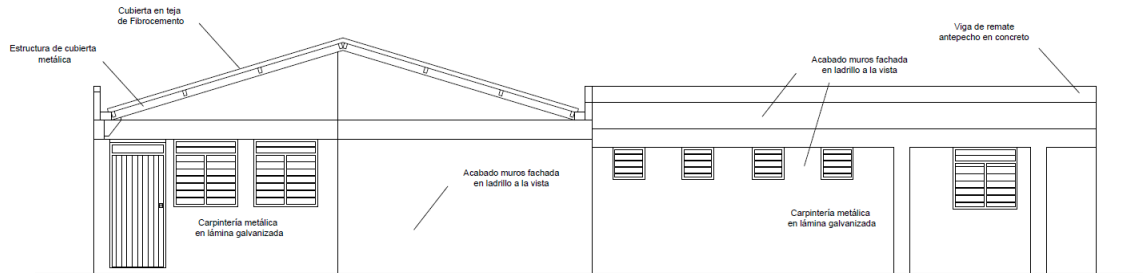 Cubierta en teja
de Fibrocemento
Estructura de cubierta
metálica
Viga de remate
antepecho en concreto
Acabado muros fachada
en ladrillo a la vista
Acabado muros fachada
en ladrillo a la vista
Carpintería metálica
en lámina galvanizada
Carpintería metálica
en lámina galvanizada